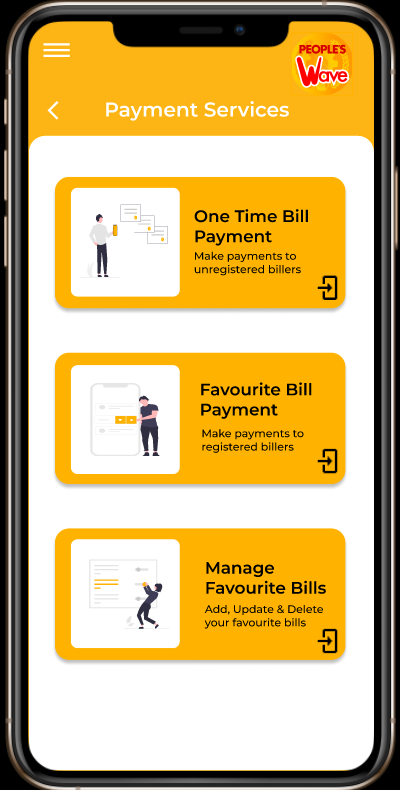 PEOPLE'S
Wave
Payment Services
One Time Bill
Payment
Make payments to
unregistered billers
Favourite Bill
Payment
Make payments to
registered billers
Manage
Favourite Bills
Add, Update & Delete
your favourite bills